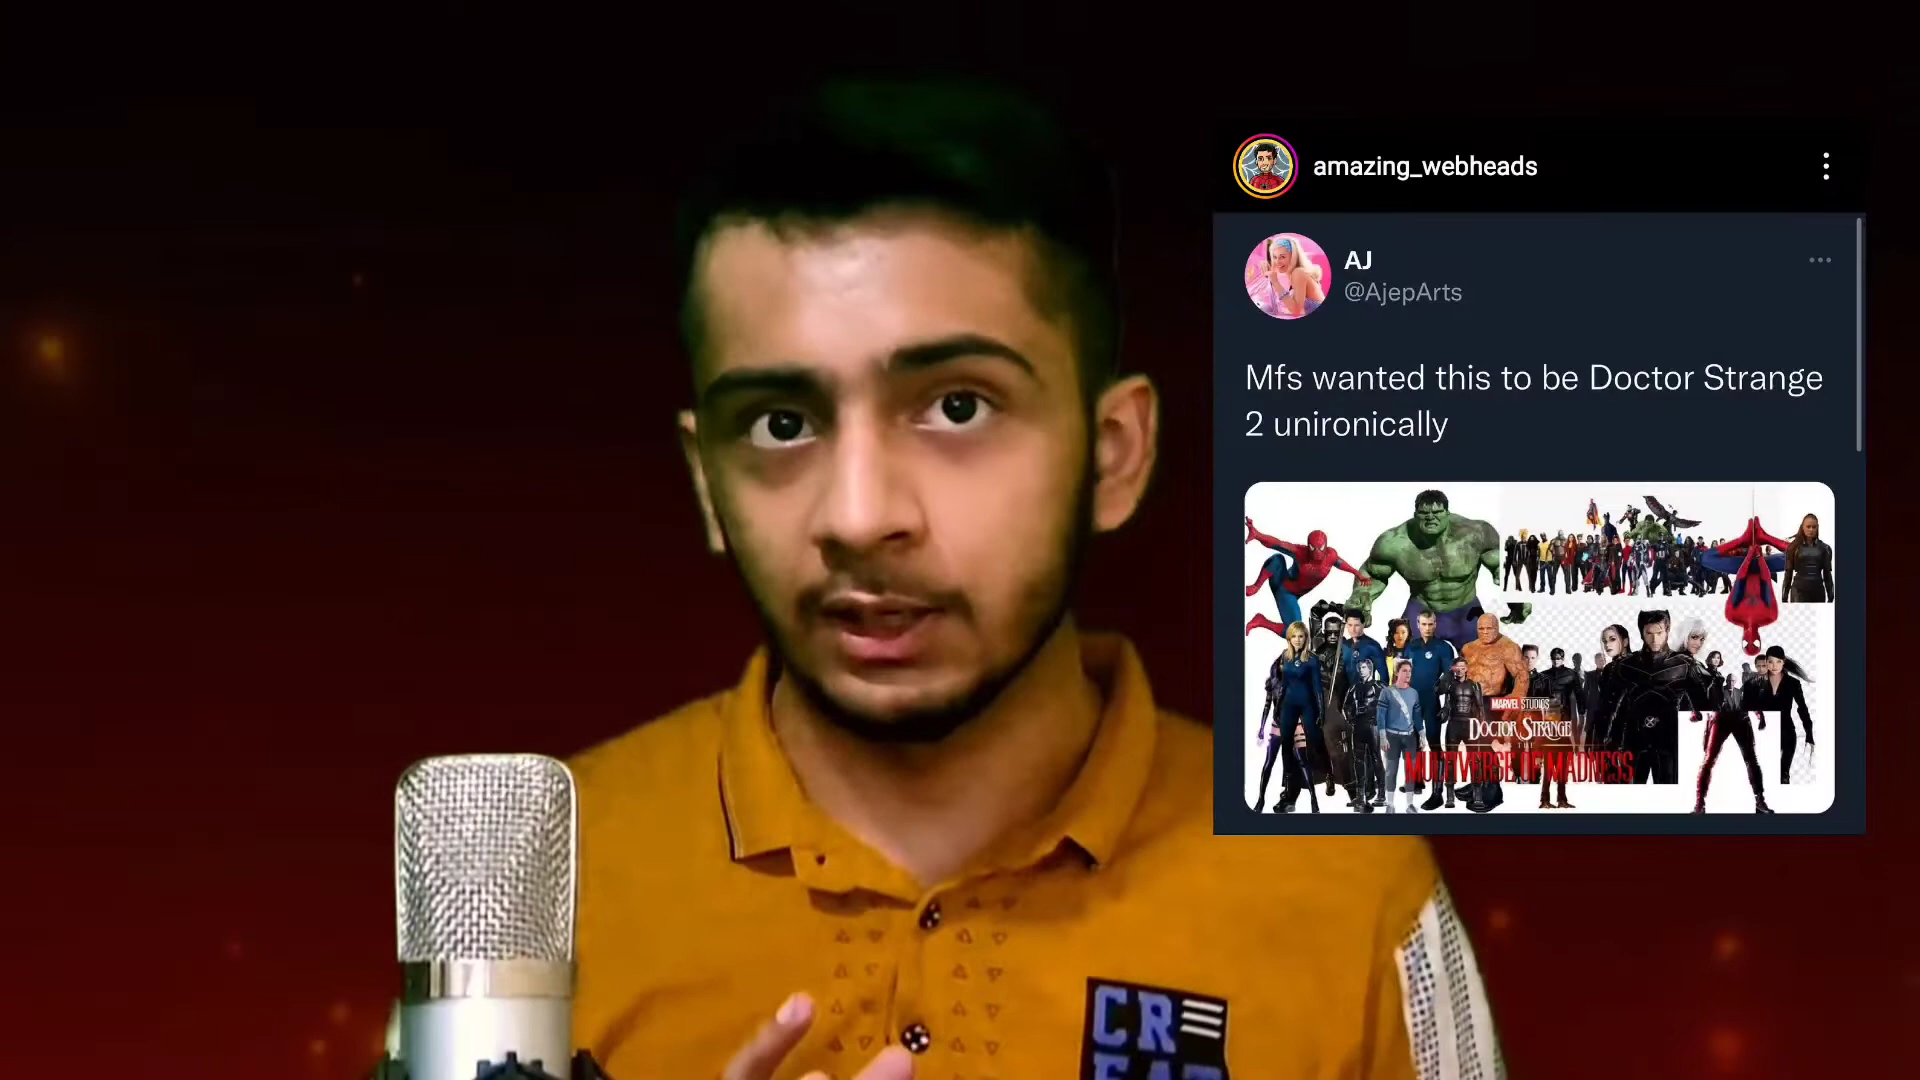 amazing_webheads
AJ
@AjepArts
Mfs wanted this to be Doctor Strange
2 unironically
MARVEL STUDIOS
DOCTOR STRANGE
MULTIVERSE OF MADNESS
CR